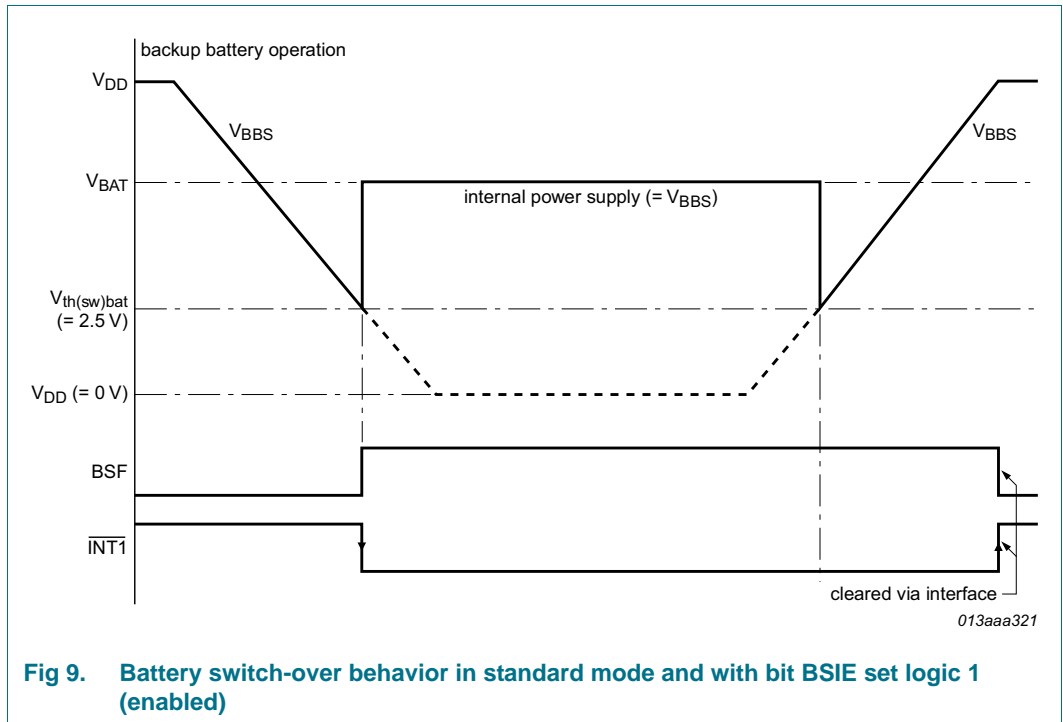 backup battery operation
VDD
VBBS
VBBS
VBAT
internal power supply (= VBBS)
Vth(sw)bat
(= 2.5 V)
VDD (= 0 V)
BSF
INT1
cleared via interface
013aaa321
Fig 9. Battery switch-over behavior in standard mode and with bit BSIE set logic 1
(enabled)